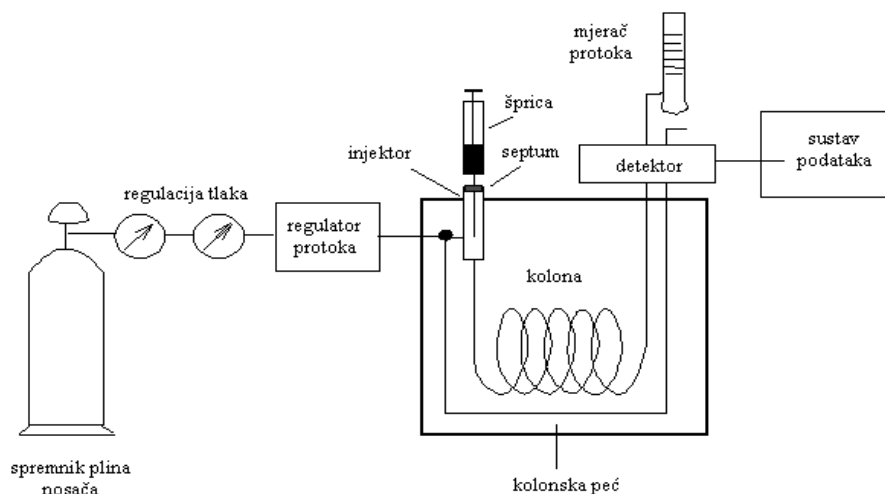 mjerač
protoka
šprica
injektor
septum
detektor
sustav
podataka
regulacija tlaka
regulator
protoka
kolona
spremnik plina
nosača
kolonska peć